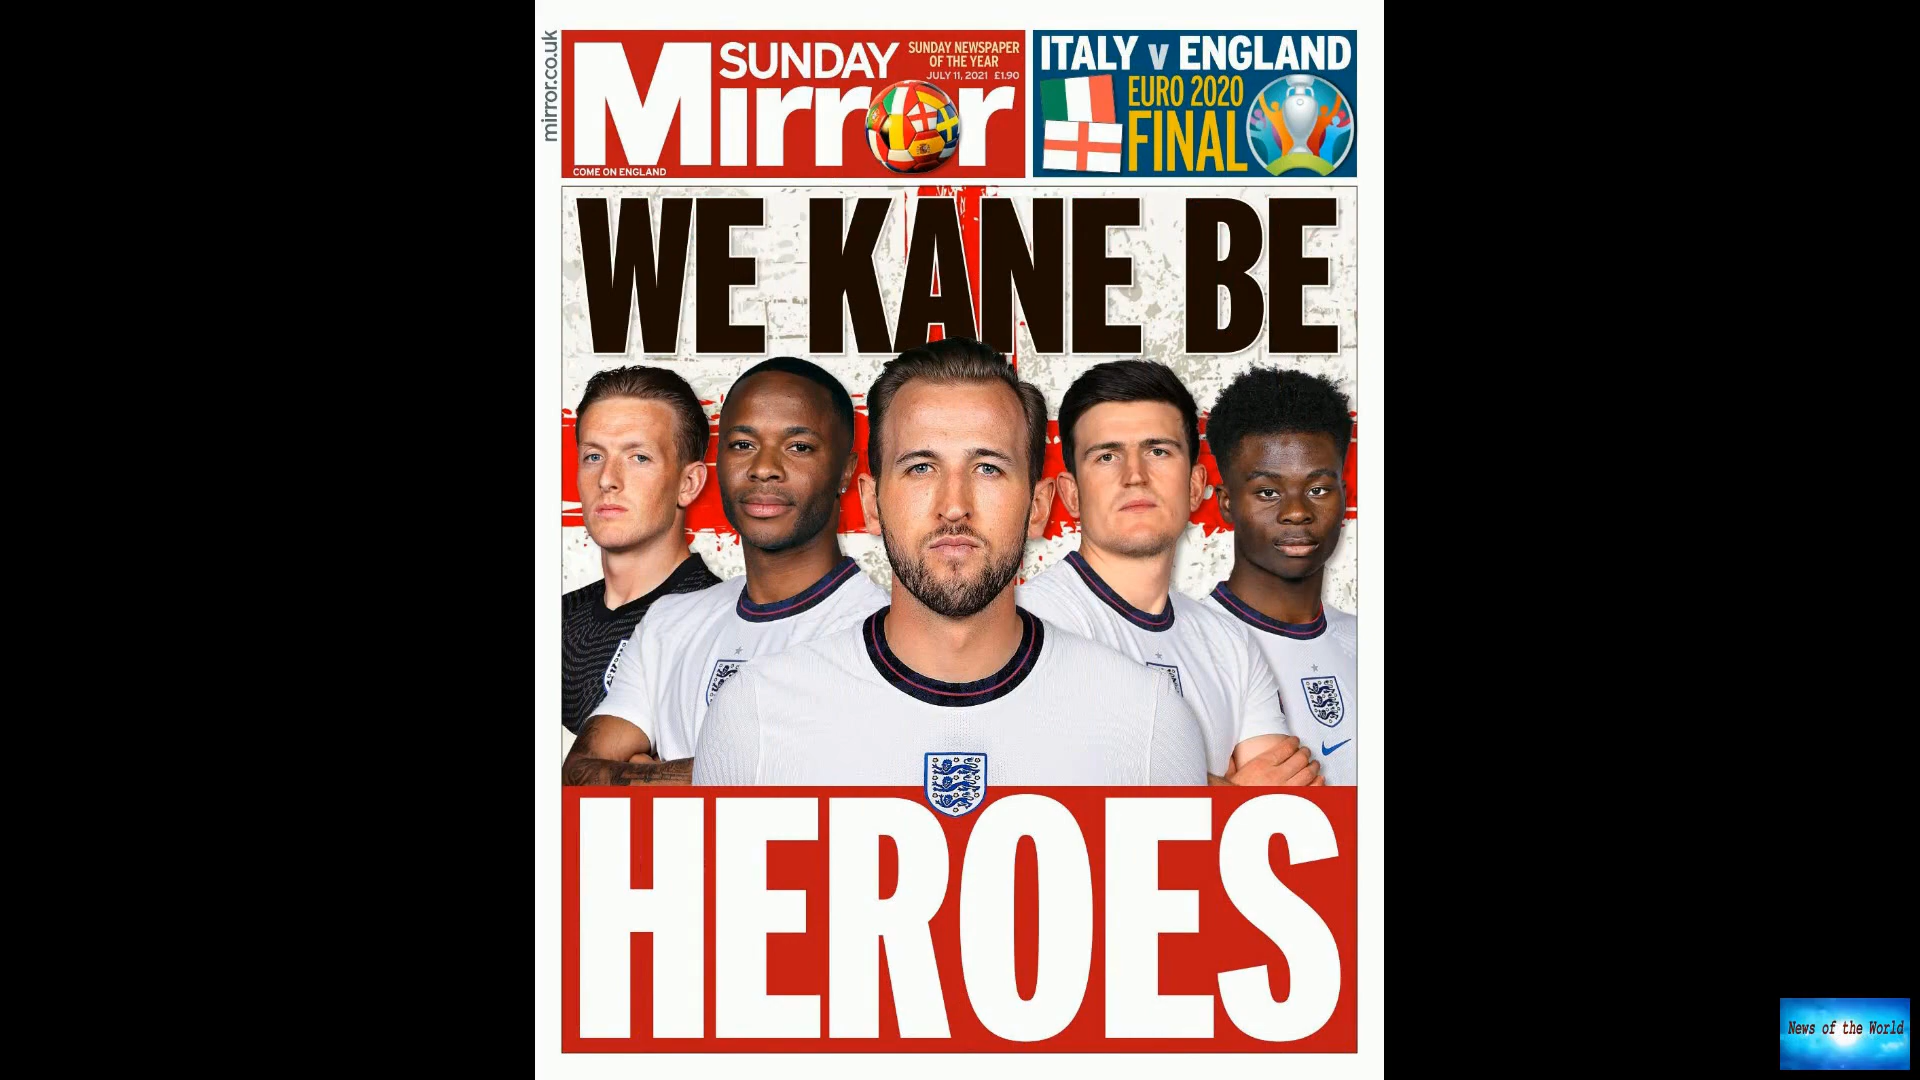 mirror.co.uk
SUNDAY
Mirror
SUNDAY NEWSPAPER
OF THE YEAR
JULY 11, 2021 £1.90
COME ON ENGLAND
ITALY v ENGLAND
EURO 2020
FINAL
WE KANE BE
HEROES
News of the World